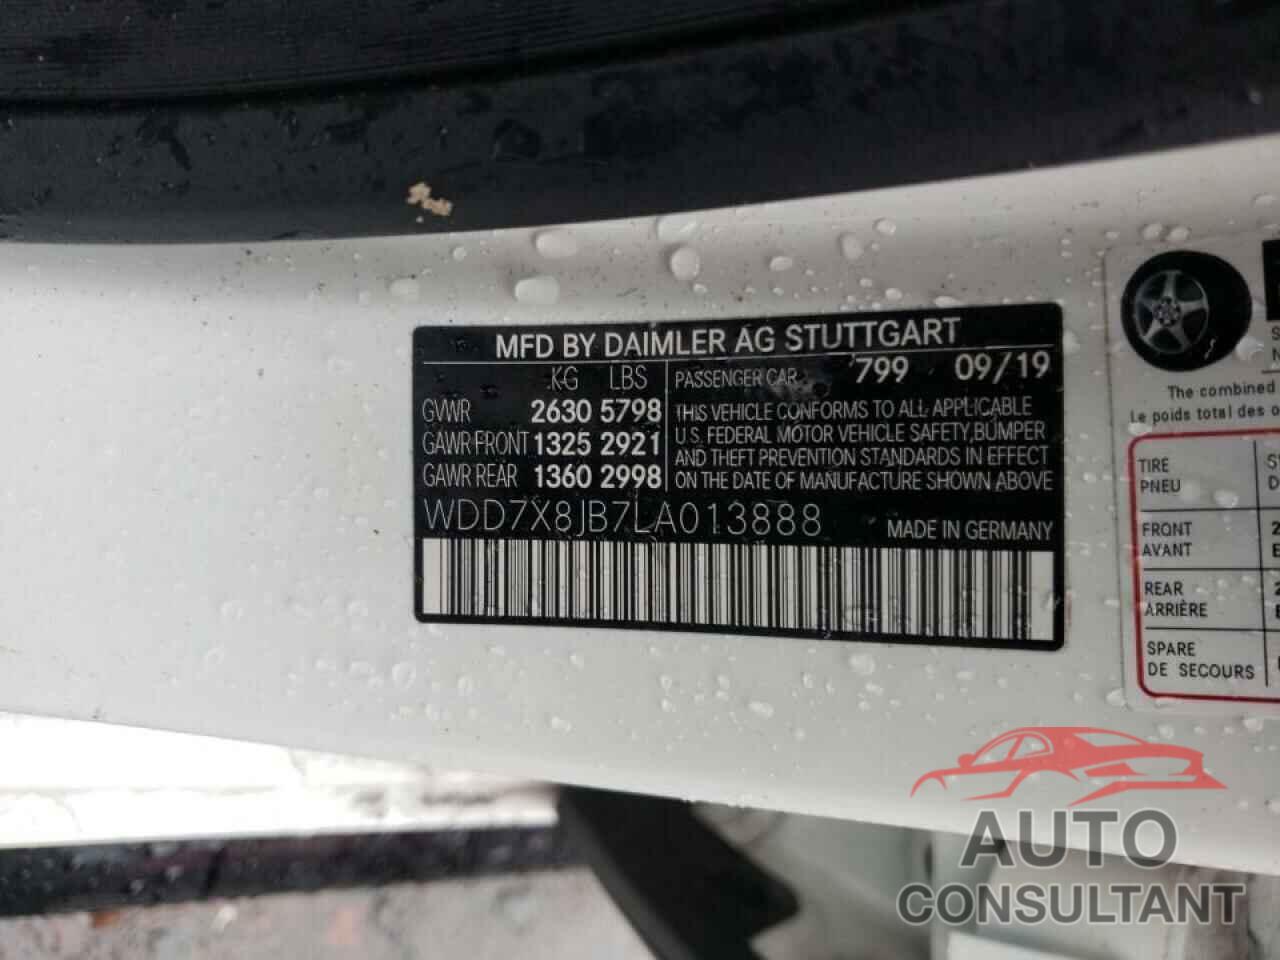 MFD BY DAIMLER AG STUTTGART
KG LBS
GVWR 2630 5798
GAWR FRONT 1325 2921
GAWR REAR 1360 2998
PASSENGER CAR 799 09/19
THIS VEHICLE CONFORMS TO ALL APPLICABLE
U.S. FEDERAL MOTOR VEHICLE SAFETY, BUMPER
AND THEFT PREVENTION STANDARDS IN EFFECT
ON THE DATE OF MANUFACTURE SHOWN ABOVE
WDD7X8JB7LA013888 MADE IN GERMANY
The combined
Le poids total des
TIRE
PNEU
FRONT
AVANT
REAR
ARRIÈRE
SPARE
DE SECOURS
AUTO
CONSULTANT